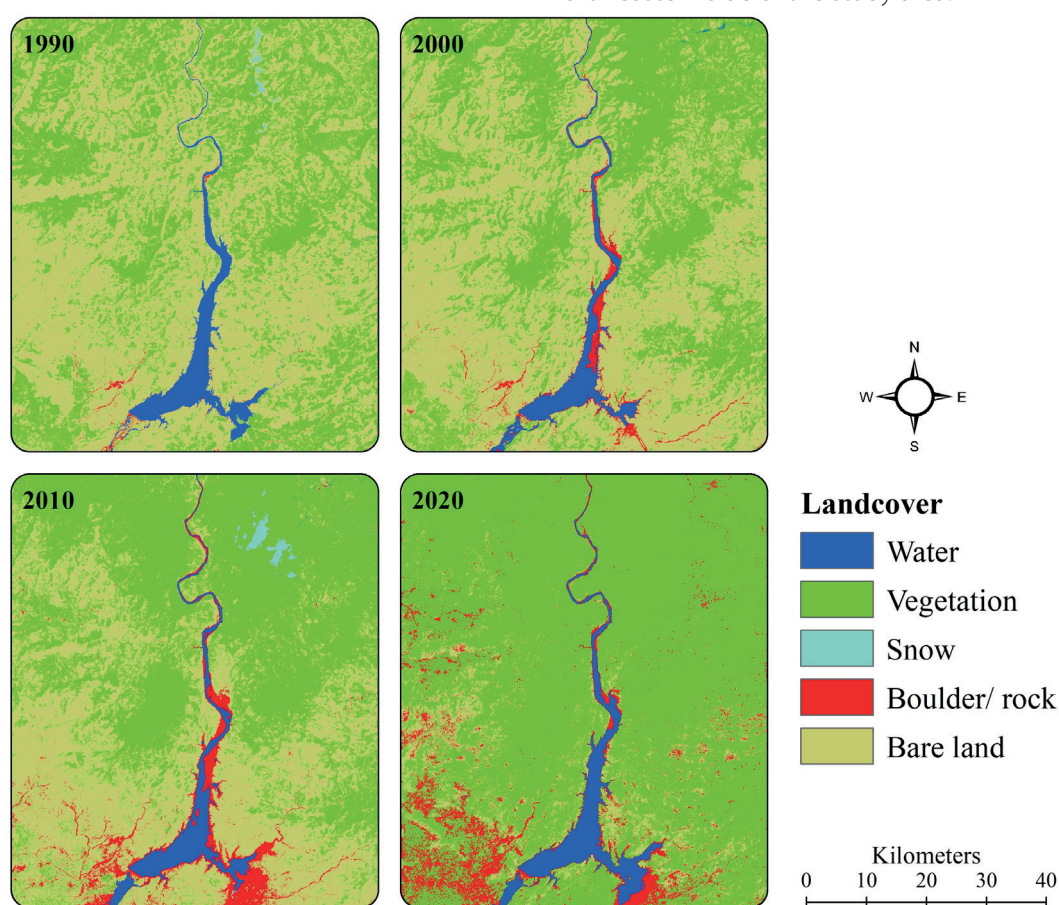 1990
2000
N
W
E
S
2010
2020
Landcover
Water
Vegetation
Snow
Boulder/ rock
Bare land
Kilometers
0 10 20 30 40